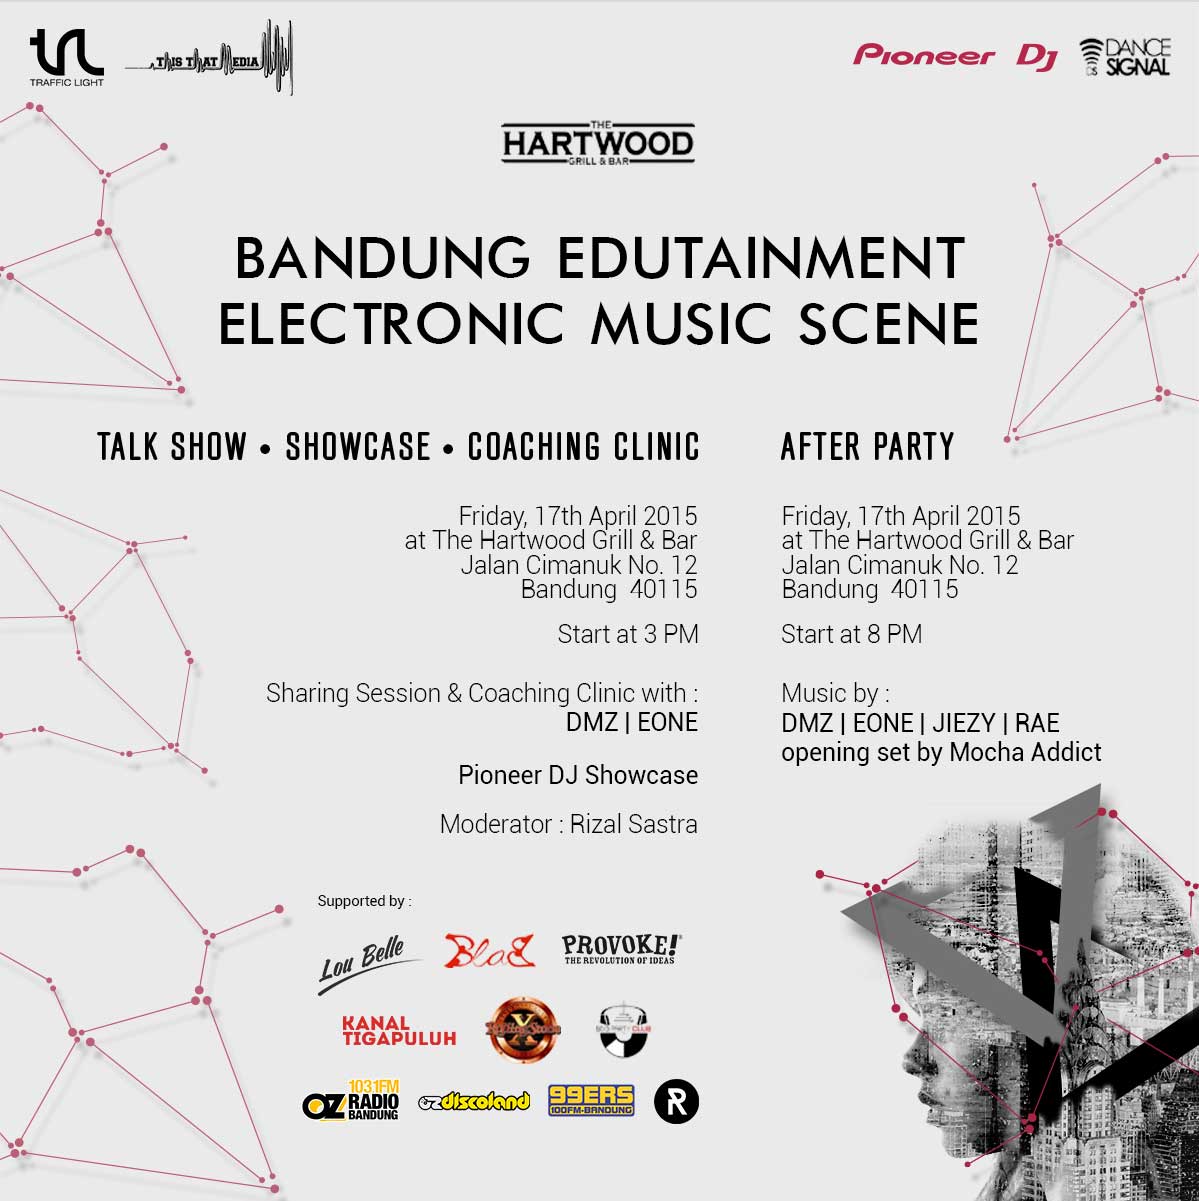 TRAFFIC LIGHT
THIS THAT MEDIA
Pioneer DJ
DANCE
SIGNAL
DS
THE
HARTWOOD
GRILL & BAR
BANDUNG EDUTAINMENT
ELECTRONIC MUSIC SCENE
TALK SHOW • SHOWCASE • COACHING CLINIC
Friday, 17th April 2015
at The Hartwood Grill & Bar
Jalan Cimanuk No. 12
Bandung 40115
Start at 3 PM
Sharing Session & Coaching Clinic with :
DMZ | EONE
Pioneer DJ Showcase
Moderator : Rizal Sastra
AFTER PARTY
Friday, 17th April 2015
at The Hartwood Grill & Bar
Jalan Cimanuk No. 12
Bandung 40115
Start at 8 PM
Music by :
DMZ | EONE | JIEZY | RAE
opening set by Mocha Addict
Supported by :
Lou Belle
BlaB
PROVOKE!
THE REVOLUTION OF IDEAS
KANAL
TIGAPULUH
X
PARTY CLUB
OZ
103.1FM
RADIO
BANDUNG
OZ discoland
99ERS
100FM-BANDUNG
R